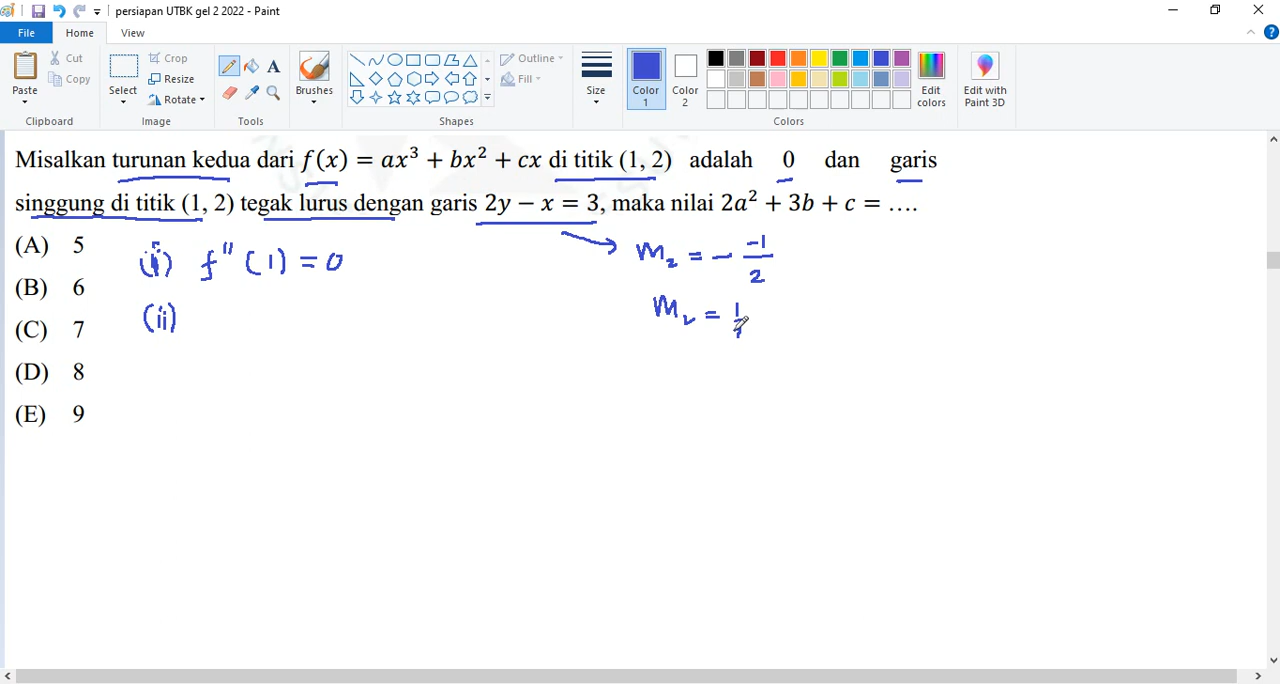 persiapan UTBK gel 2 2022 - Paint
File Home View
Paste Cut Copy
Select Crop Resize Rotate
A
Brushes
Outline Fill
Size
Color 1
Color 2
Edit colors
Edit with Paint 3D
Clipboard Image Tools Shapes Colors
Misalkan turunan kedua dari f(x) = ax³ + bx² + cx di titik (1, 2) adalah 0 dan garis
singgung di titik (1, 2) tegak lurus dengan garis 2y − x = 3, maka nilai 2a² + 3b + c = ....
(A) 5
(i) f"(1) = 0
m₂ = - -1/2
(B) 6
(ii)
m₂ = 1/
(C) 7
(D) 8
(E) 9